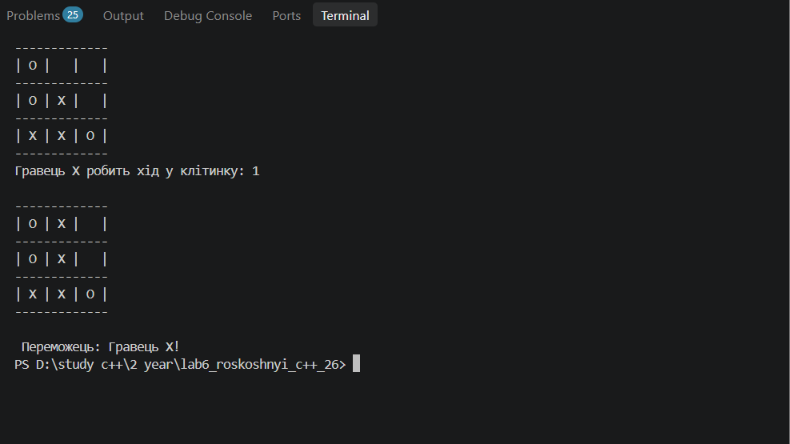 Problems 25 Output Debug Console Ports Terminal
-------------
| O |   |   |
-------------
| O | X |   |
-------------
| X | X | O |
-------------
Гравець X робить хід у клітинку: 1
-------------
| O | X |   |
-------------
| O | X |   |
-------------
| X | X | O |
-------------
Переможець: Гравець X!
PS D:\study c++\2 year\lab6_roskoshnyi_c++_26>